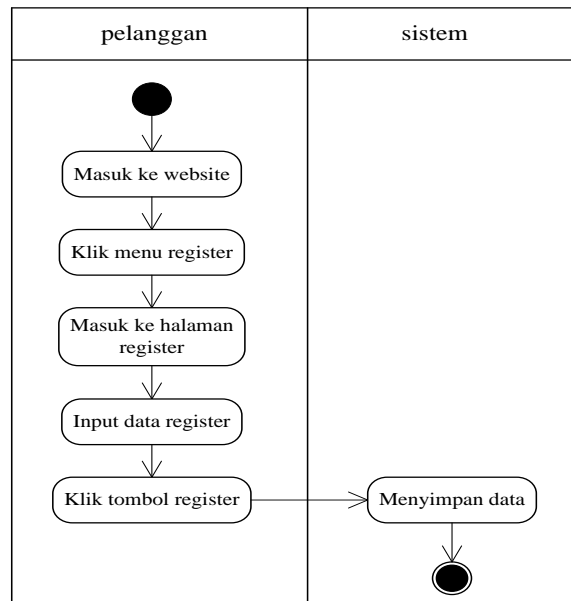 pelanggan
sistem
Masuk ke website
Klik menu register
Masuk ke halaman
register
Input data register
Klik tombol register
Menyimpan data